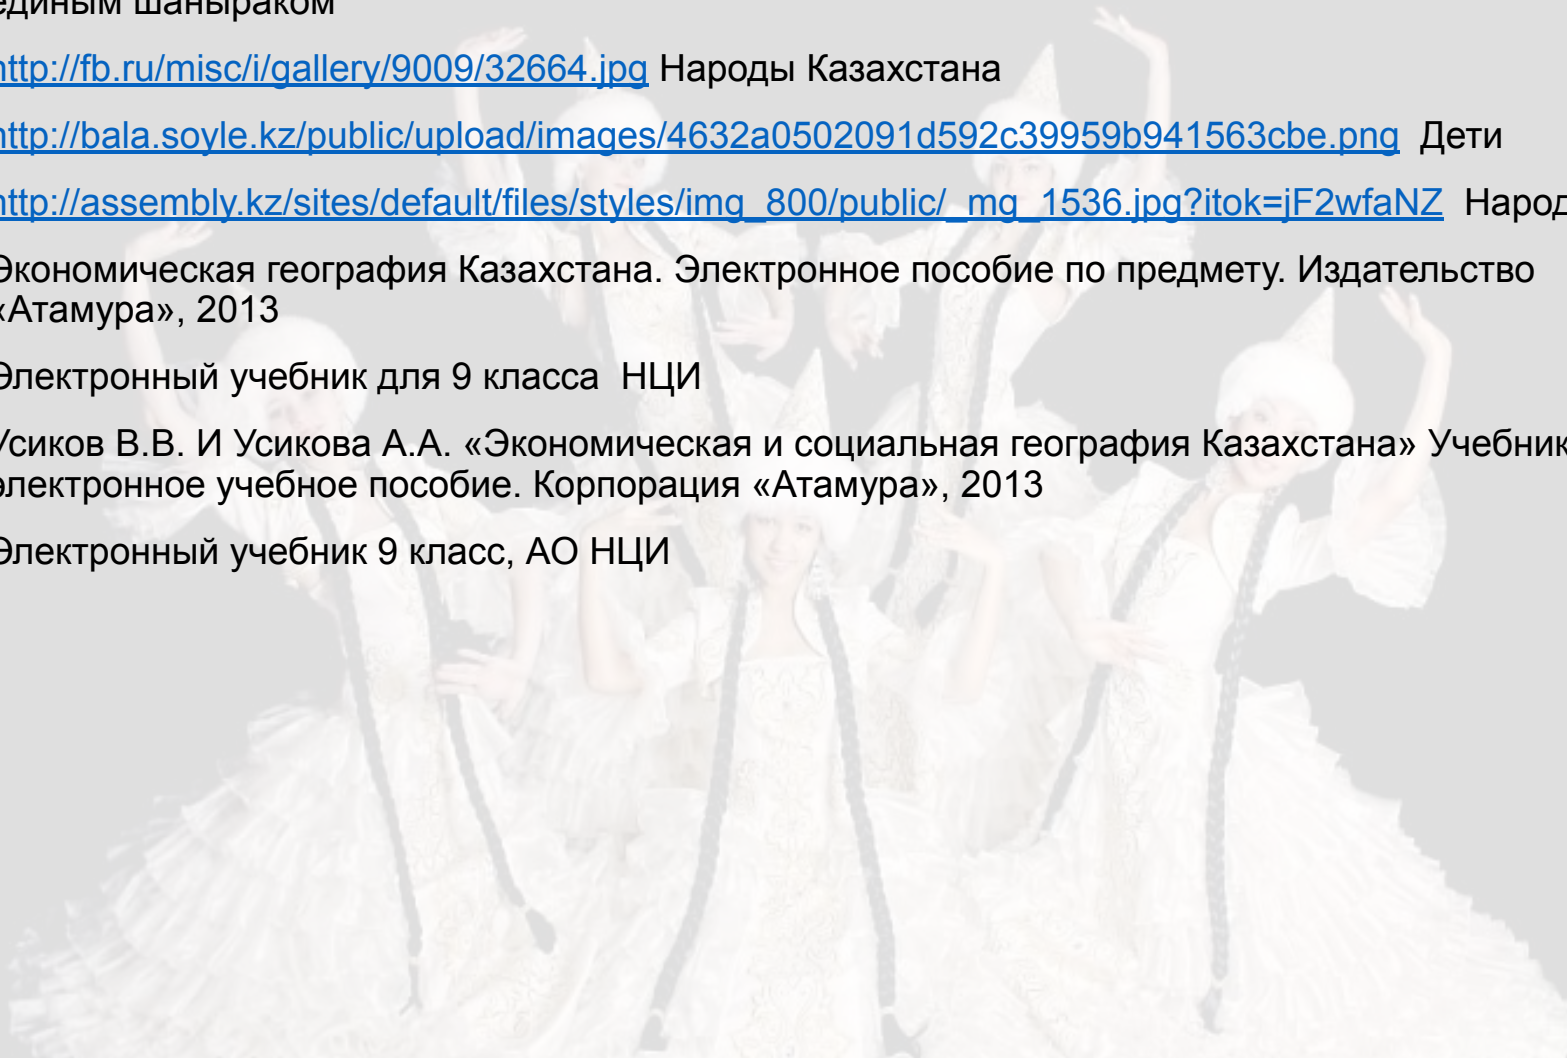 единым шаныраком
http://fb.ru/misc/i/gallery/9009/32664.jpg Народы Казахстана
http://bala.soyle.kz/public/upload/images/4632a0502091d592c39959b941563cbe.png Дети
http://assembly.kz/sites/default/files/styles/img_800/public/_mg_1536.jpg?itok=jF2wfaNZ Народ
Экономическая география Казахстана. Электронное пособие по предмету. Издательство
«Атамура», 2013
Электронный учебник для 9 класса НЦИ
Усиков В.В. И Усикова А.А. «Экономическая и социальная география Казахстана» Учебник
электронное учебное пособие. Корпорация «Атамура», 2013
Электронный учебник 9 класс, АО НЦИ